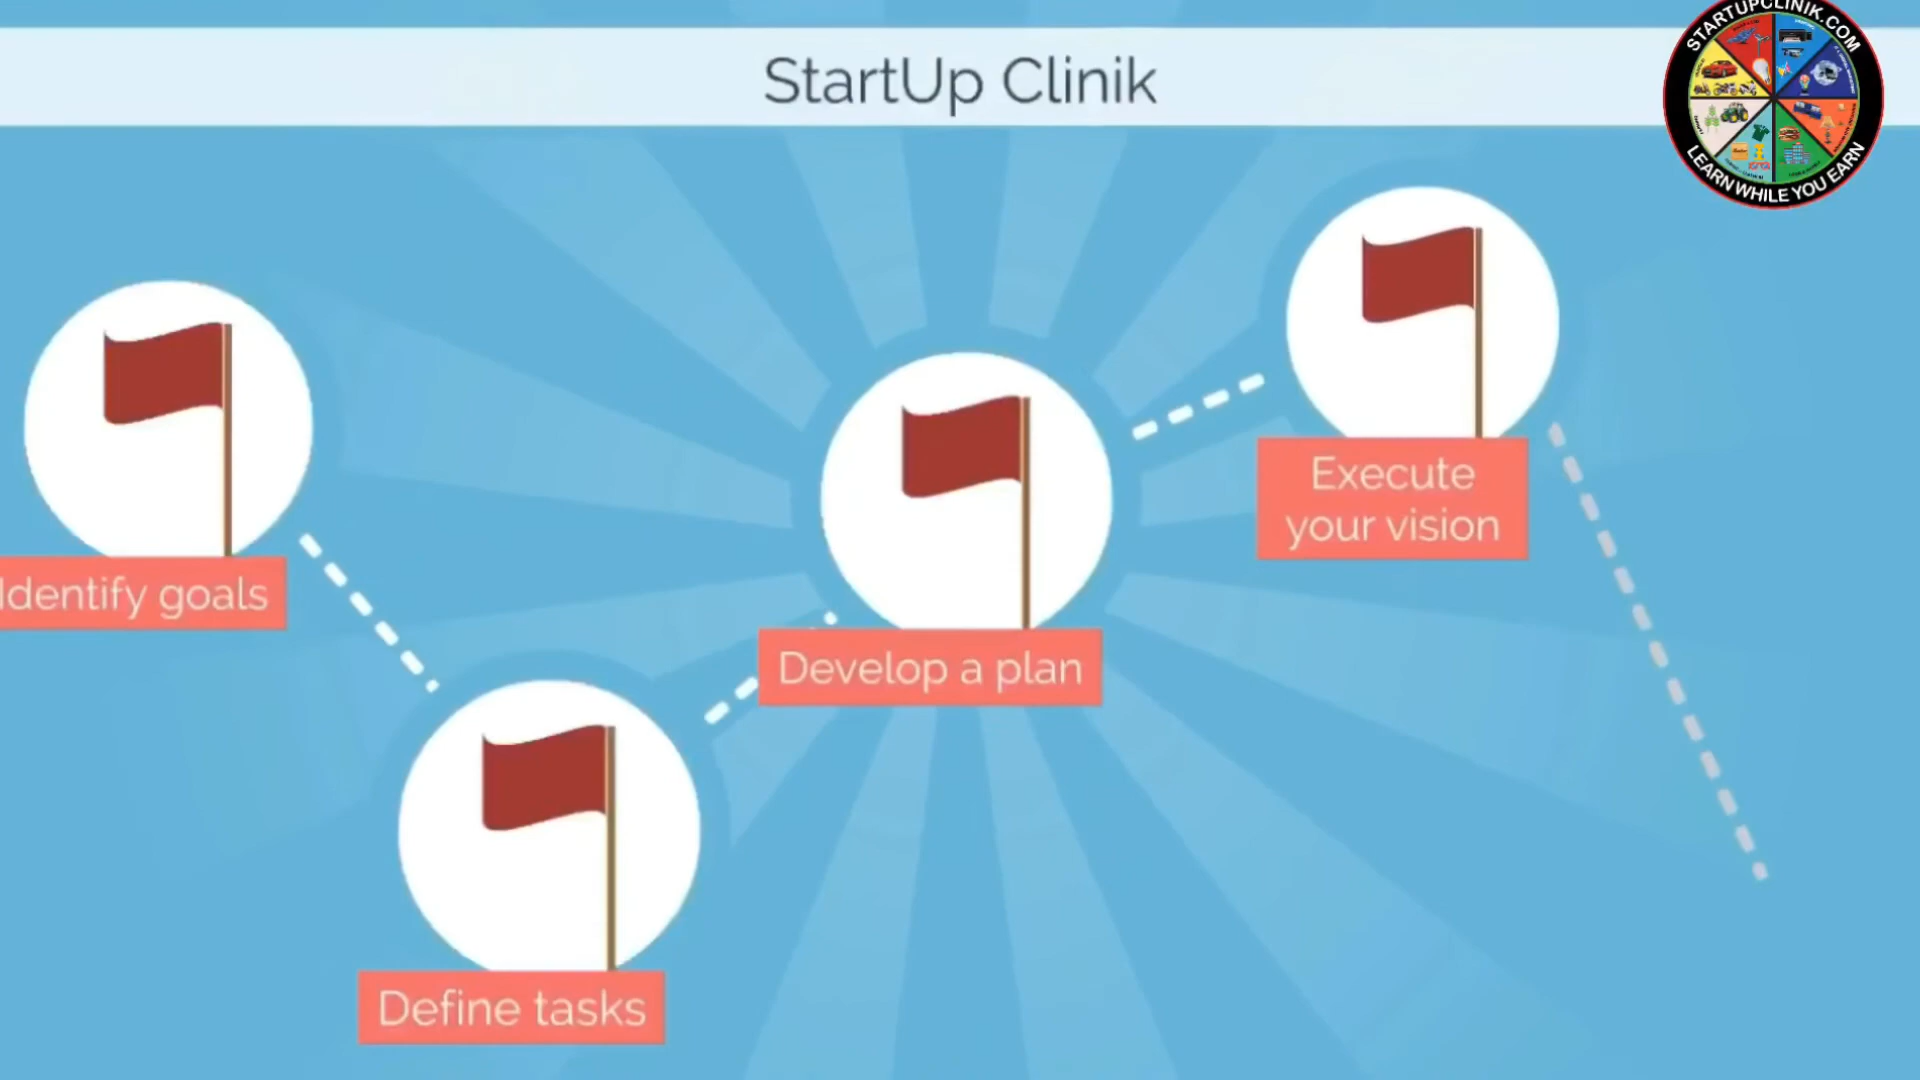 StartUp Clinik
STARTUPCLINIK.COM
LEARN WHILE YOU EARN
Identify goals
Define tasks
Develop a plan
Execute
your vision